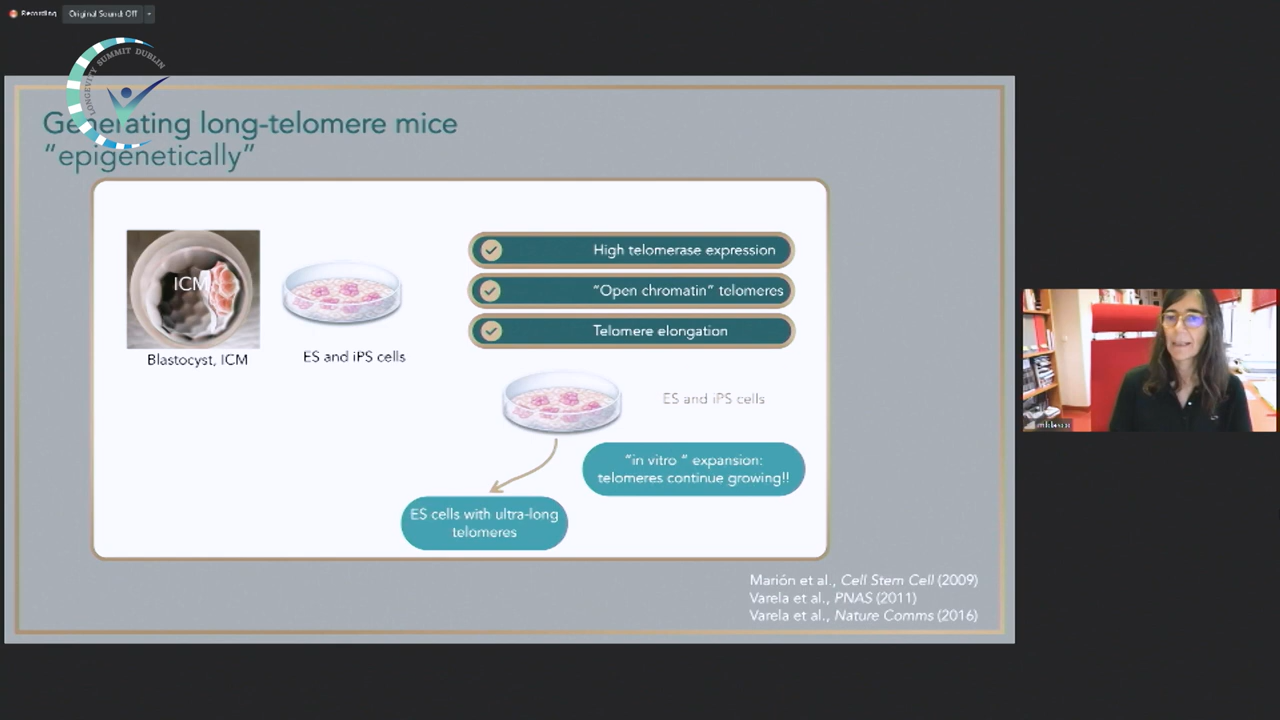 Recording
Original Sound: Off
LONGEVITY SUMMIT DUBLIN
Generating long-telomere mice
“epigenetically”
ICM
Blastocyst, ICM
ES and iPS cells
High telomerase expression
“Open chromatin” telomeres
Telomere elongation
ES and iPS cells
“in vitro “ expansion:
telomeres continue growing!!
ES cells with ultra-long
telomeres
Marión et al., Cell Stem Cell (2009)
Varela et al., PNAS (2011)
Varela et al., Nature Comms (2016)